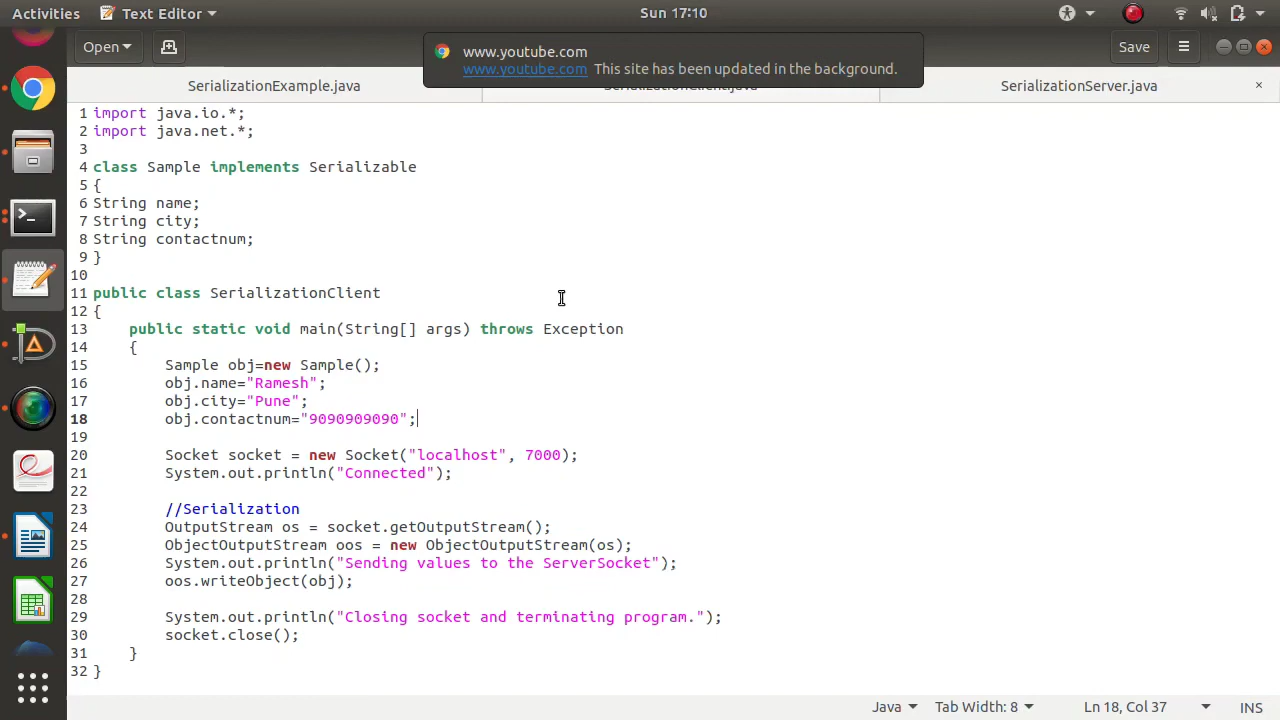 Activities Text Editor Sun 17:10
Open Save
www.youtube.com
www.youtube.com This site has been updated in the background.
SerializationExample.java SerializationClient.java SerializationServer.java ×
1 import java.io.*;
2 import java.net.*;
3
4 class Sample implements Serializable
5 {
6 String name;
7 String city;
8 String contactnum;
9 }
10
11 public class SerializationClient
12 {
13 public static void main(String[] args) throws Exception
14 {
15 Sample obj=new Sample();
16 obj.name="Ramesh";
17 obj.city="Pune";
18 obj.contactnum="9090909090";
19
20 Socket socket = new Socket("localhost", 7000);
21 System.out.println("Connected");
22
23 //Serialization
24 OutputStream os = socket.getOutputStream();
25 ObjectOutputStream oos = new ObjectOutputStream(os);
26 System.out.println("Sending values to the ServerSocket");
27 oos.writeObject(obj);
28
29 System.out.println("Closing socket and terminating program.");
30 socket.close();
31 }
32 }
Java Tab Width: 8 Ln 18, Col 37 INS